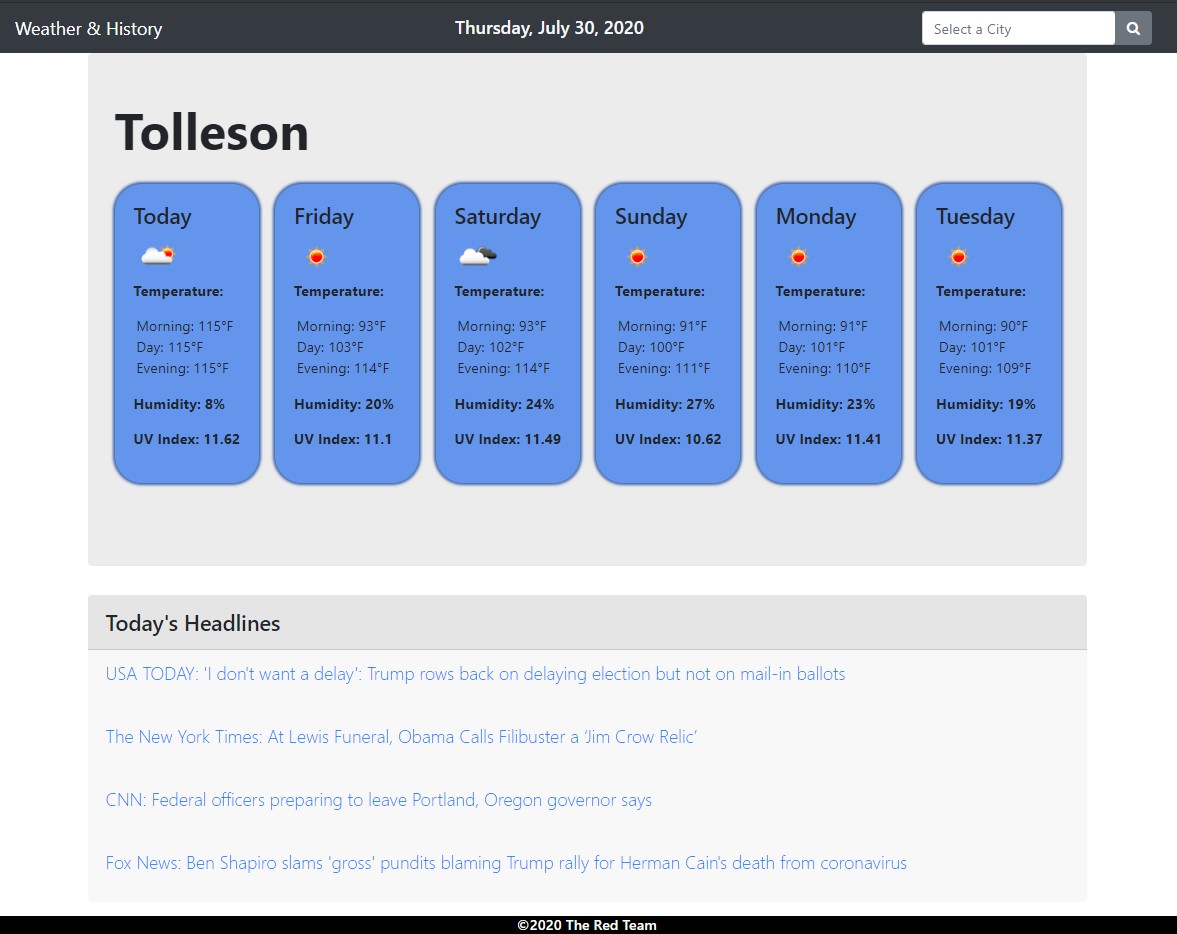 Weather & History
Thursday, July 30, 2020
Select a City
Tolleson
Today
Temperature:
Morning: 115°F
Day: 115°F
Evening: 115°F
Humidity: 8%
UV Index: 11.62
Friday
Temperature:
Morning: 93°F
Day: 103°F
Evening: 114°F
Humidity: 20%
UV Index: 11.1
Saturday
Temperature:
Morning: 93°F
Day: 102°F
Evening: 114°F
Humidity: 24%
UV Index: 11.49
Sunday
Temperature:
Morning: 91°F
Day: 100°F
Evening: 111°F
Humidity: 27%
UV Index: 10.62
Monday
Temperature:
Morning: 91°F
Day: 101°F
Evening: 110°F
Humidity: 23%
UV Index: 11.41
Tuesday
Temperature:
Morning: 90°F
Day: 101°F
Evening: 109°F
Humidity: 19%
UV Index: 11.37
Today's Headlines
USA TODAY: 'I don't want a delay': Trump rows back on delaying election but not on mail-in ballots
The New York Times: At Lewis Funeral, Obama Calls Filibuster a ‘Jim Crow Relic’
CNN: Federal officers preparing to leave Portland, Oregon governor says
Fox News: Ben Shapiro slams 'gross' pundits blaming Trump rally for Herman Cain's death from coronavirus
©2020 The Red Team